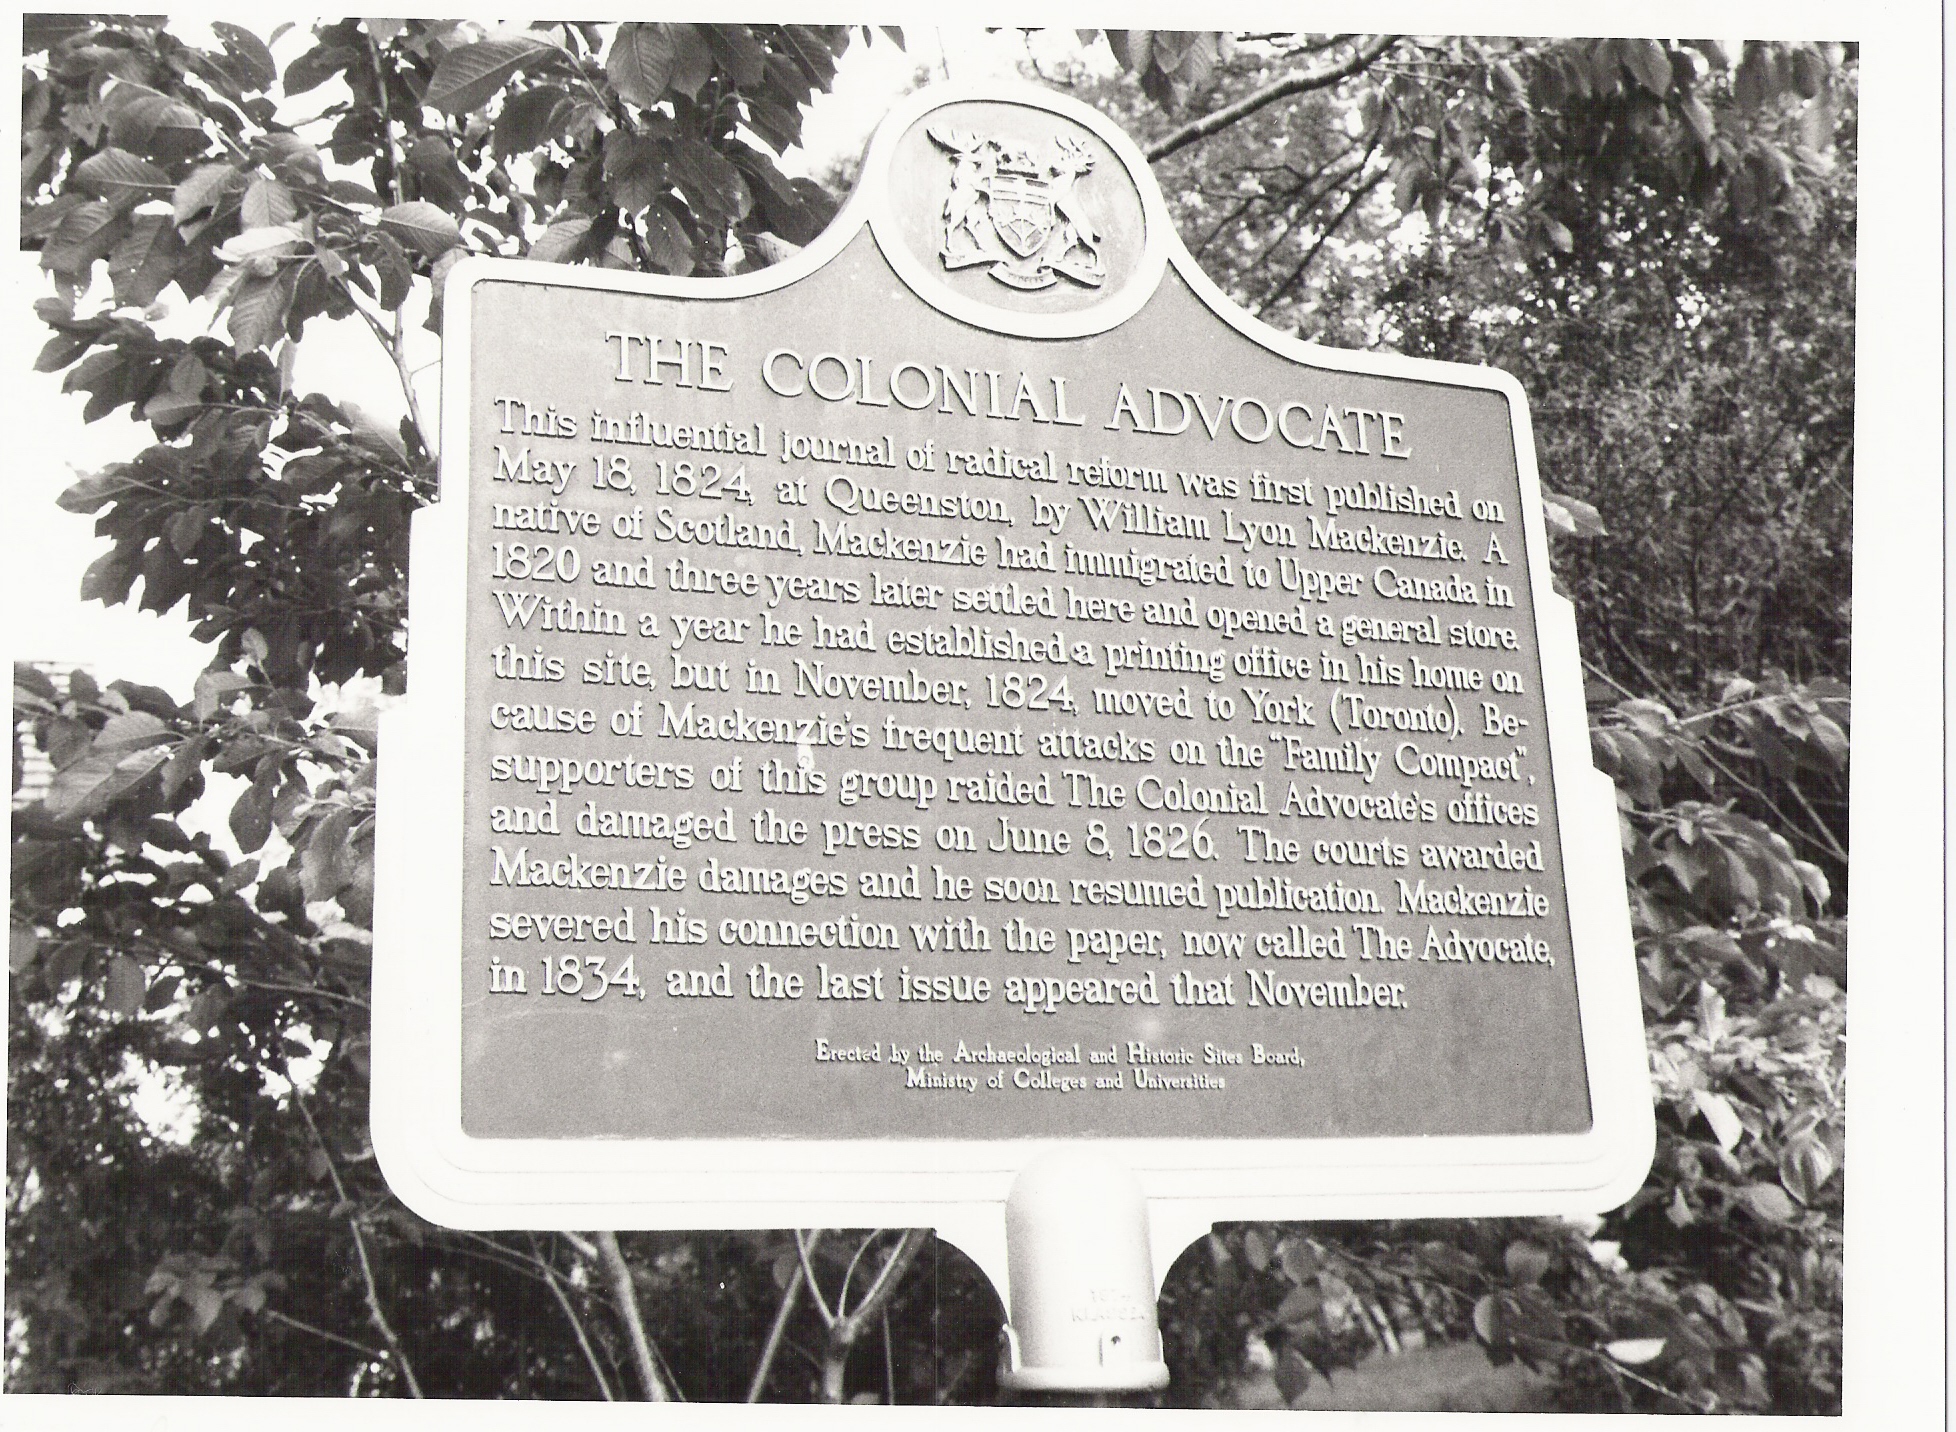 THE COLONIAL ADVOCATE
This influential journal of radical reform was first published on
May 18, 1824, at Queenston, by William Lyon Mackenzie. A
native of Scotland, Mackenzie had immigrated to Upper Canada in
1820 and three years later settled here and opened a general store.
Within a year he had established a printing office in his home on
this site, but in November, 1824, moved to York (Toronto). Be-
cause of Mackenzie's frequent attacks on the "Family Compact",
supporters of this group raided The Colonial Advocate's offices
and damaged the press on June 8, 1826. The courts awarded
Mackenzie damages and he soon resumed publication. Mackenzie
severed his connection with the paper, now called The Advocate,
in 1834, and the last issue appeared that November.
Erected by the Archaeological and Historic Sites Board,
Ministry of Colleges and Universities